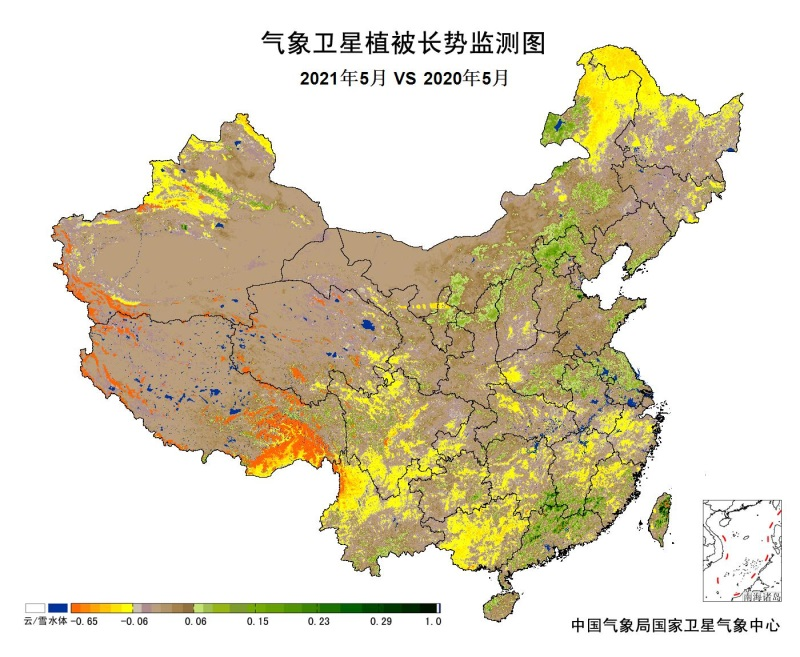 气象卫星植被长势监测图
2021年5月 VS 2020年5月
南海诸岛
云/雪水体 -0.65 -0.06 0.06 0.15 0.23 0.29 1.0
中国气象局国家卫星气象中心